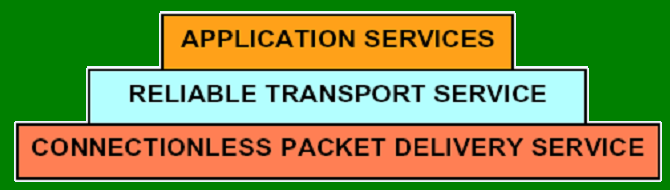 APPLICATION SERVICES
RELIABLE TRANSPORT SERVICE
CONNECTIONLESS PACKET DELIVERY SERVICE